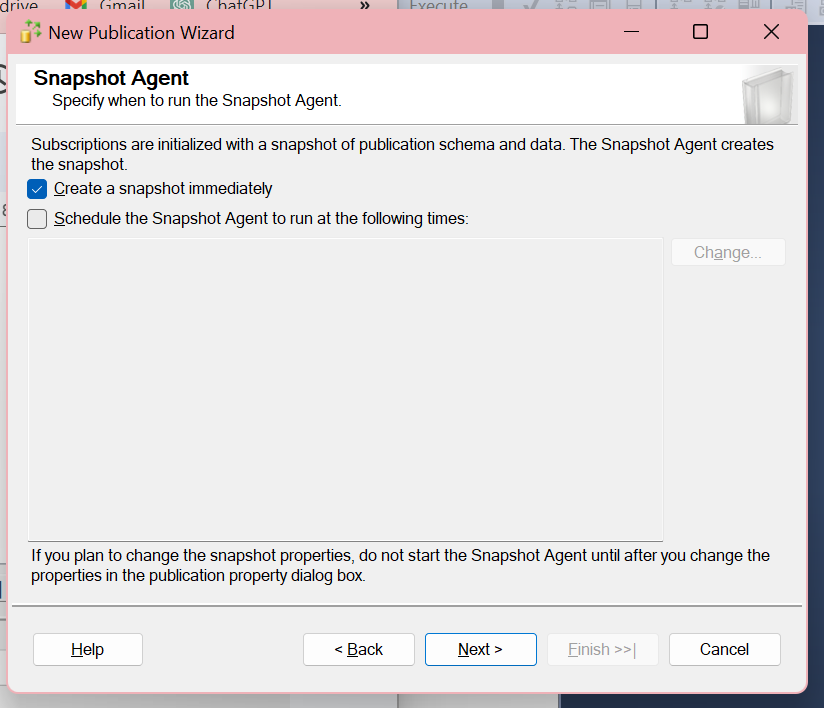 drive Gmail ChatGPT » Execute
New Publication Wizard
Snapshot Agent
Specify when to run the Snapshot Agent.
Subscriptions are initialized with a snapshot of publication schema and data. The Snapshot Agent creates
the snapshot.
Create a snapshot immediately
Schedule the Snapshot Agent to run at the following times:
Change...
If you plan to change the snapshot properties, do not start the Snapshot Agent until after you change the
properties in the publication property dialog box.
Help < Back Next > Finish >>| Cancel